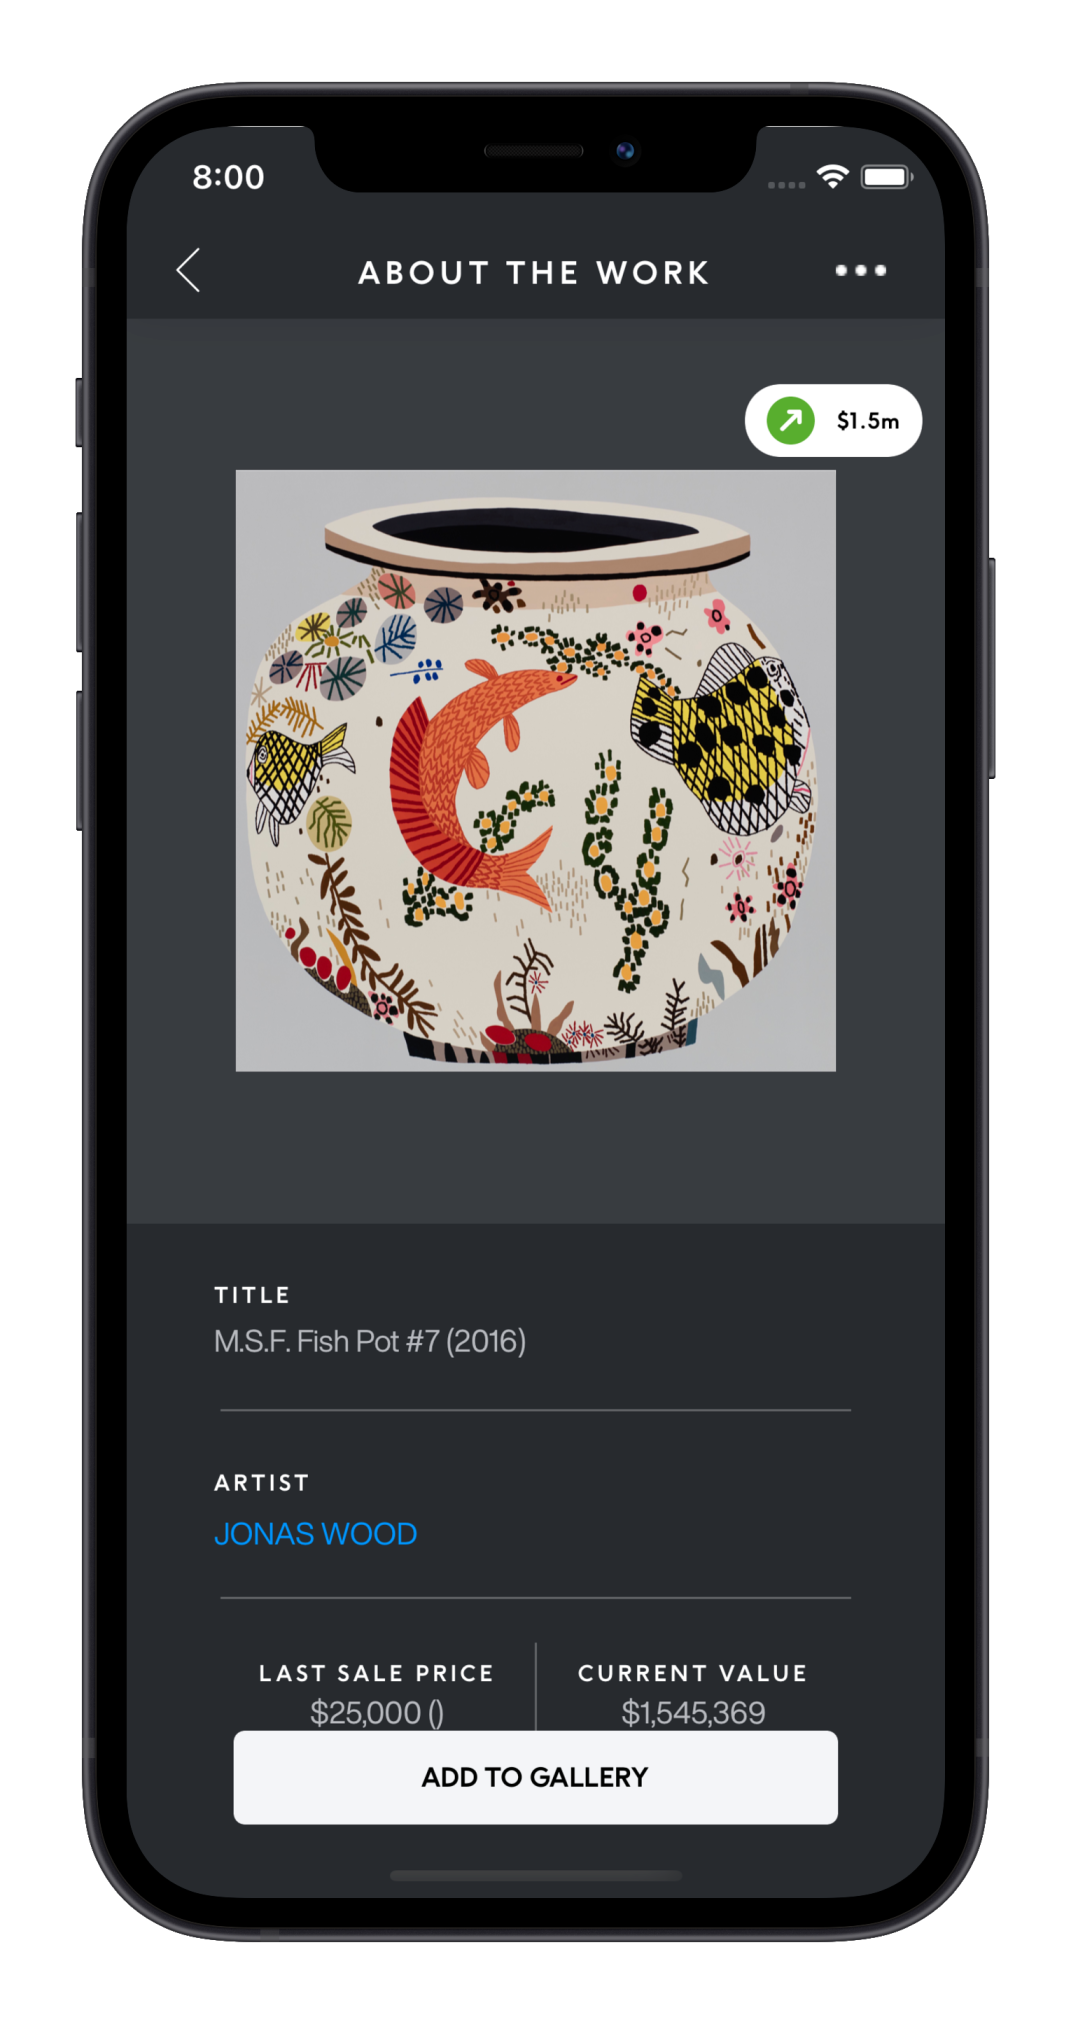 8:00
ABOUT THE WORK
$1.5m
TITLE
M.S.F. Fish Pot #7 (2016)
ARTIST
JONAS WOOD
LAST SALE PRICE
$25,000 ()
CURRENT VALUE
$1,545,369
ADD TO GALLERY